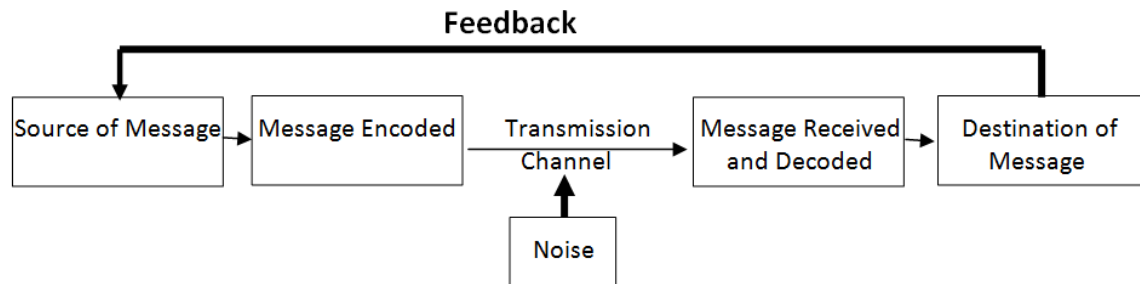 Feedback
Source of Message
Message Encoded
Transmission
Channel
Message Received
and Decoded
Destination of
Message
Noise